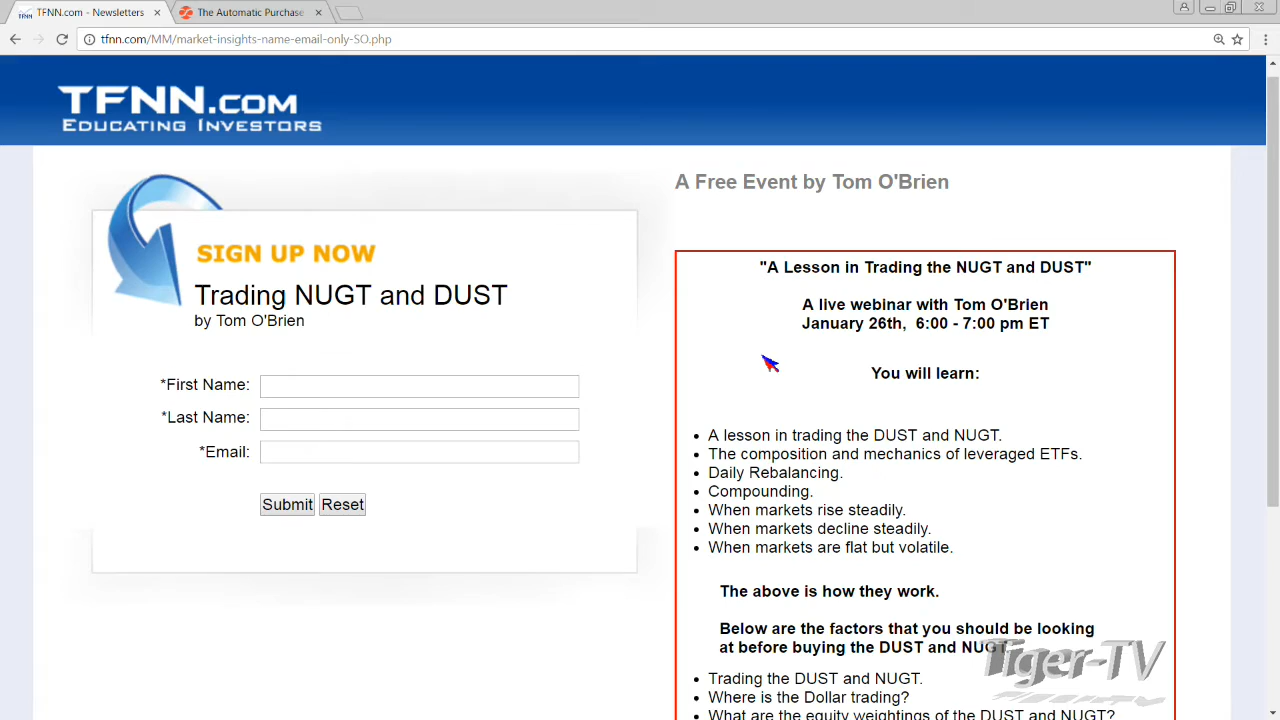 TFNN.com - Newsletters
The Automatic Purchase
tfnn.com/MM/market-insights-name-email-only-SO.php
TFNN.COM
EDUCATING INVESTORS
SIGN UP NOW
Trading NUGT and DUST
by Tom O'Brien
*First Name:
*Last Name:
*Email:
Submit Reset
A Free Event by Tom O'Brien
"A Lesson in Trading the NUGT and DUST"
A live webinar with Tom O'Brien
January 26th, 6:00 - 7:00 pm ET
You will learn:
• A lesson in trading the DUST and NUGT.
• The composition and mechanics of leveraged ETFs.
• Daily Rebalancing.
• Compounding.
• When markets rise steadily.
• When markets decline steadily.
• When markets are flat but volatile.
The above is how they work.
Below are the factors that you should be looking
at before buying the DUST and NUGT
• Trading the DUST and NUGT.
• Where is the Dollar trading?
• What are the equity weightings of the DUST and NUGT?
Tiger-TV